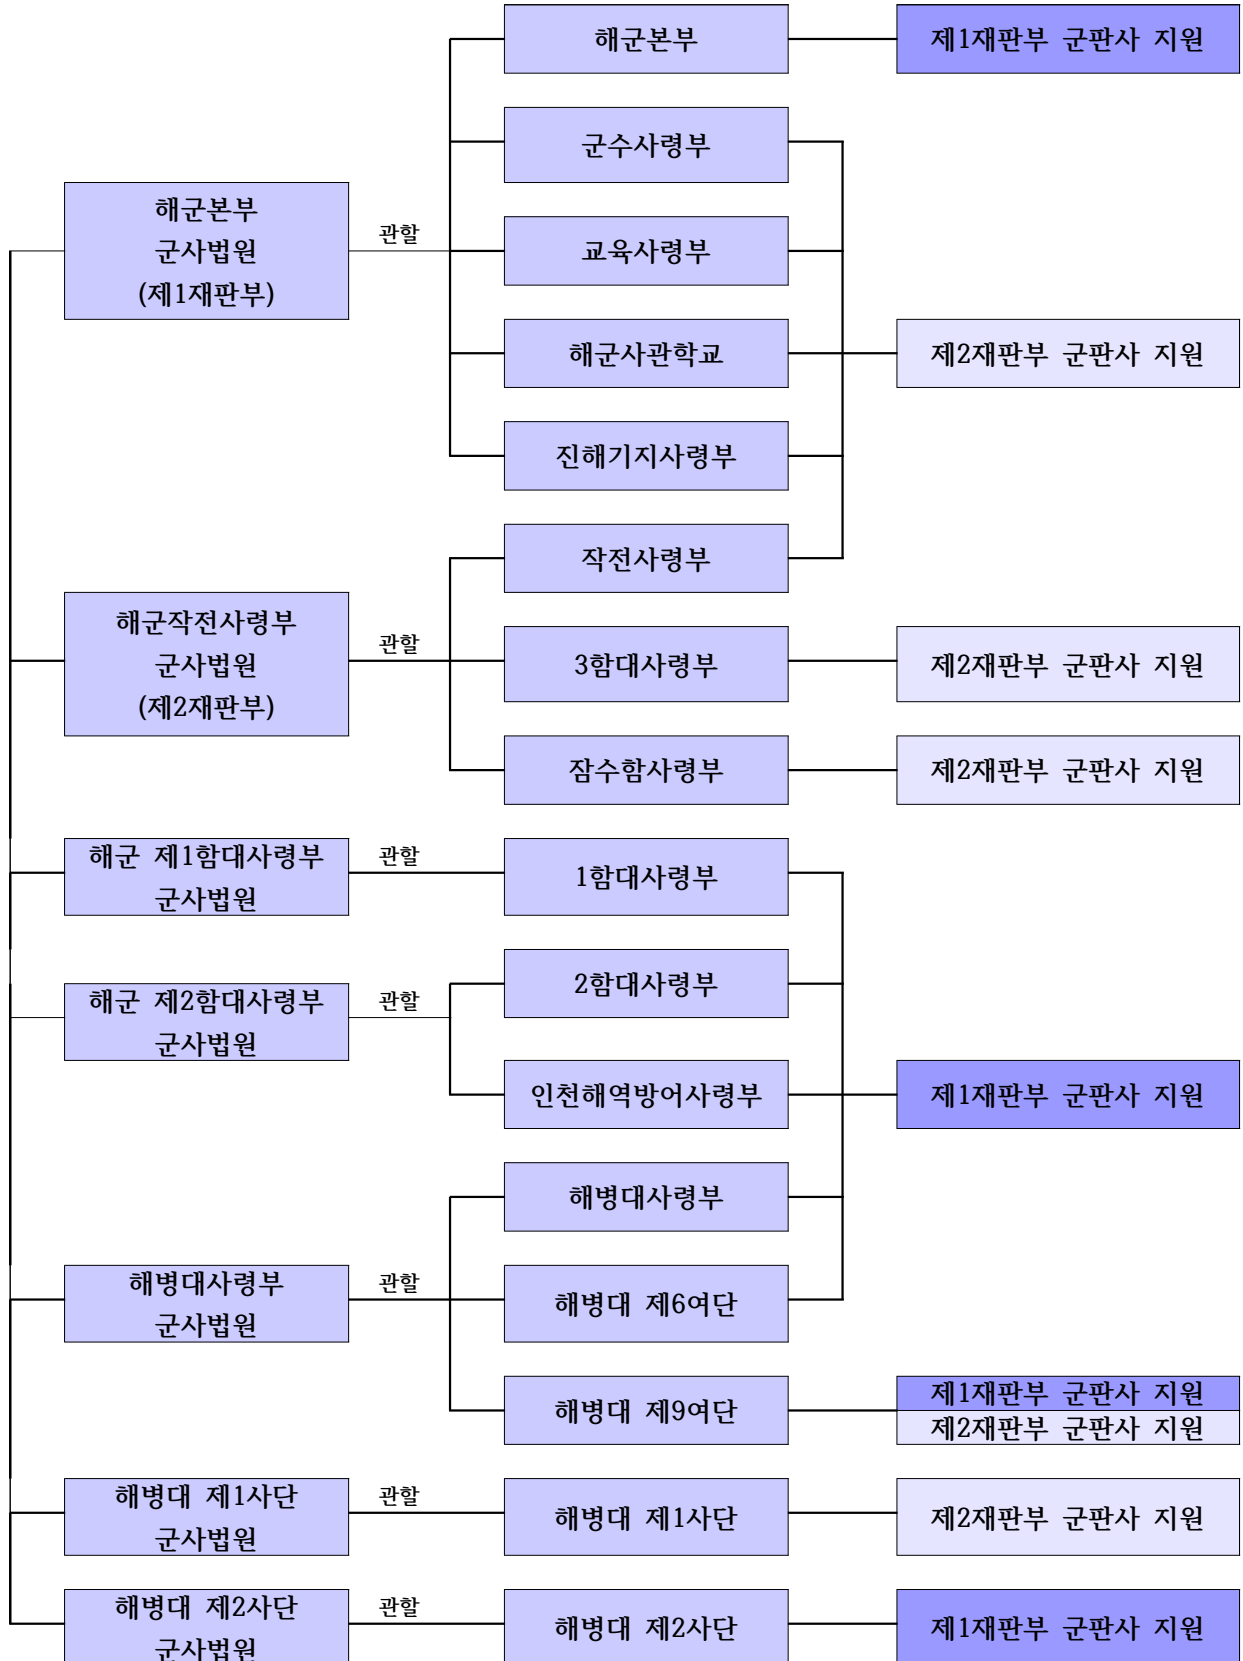 해군본부
제1재판부 군판사 지원
군수사령부
해군본부
군사법원
(제1재판부)
관할
교육사령부
해군사관학교
제2재판부 군판사 지원
진해기지사령부
작전사령부
해군작전사령부
군사법원
(제2재판부)
관할
3함대사령부
제2재판부 군판사 지원
잠수함사령부
제2재판부 군판사 지원
해군 제1함대사령부
군사법원
관할
1함대사령부
해군 제2함대사령부
군사법원
관할
2함대사령부
인천해역방어사령부
제1재판부 군판사 지원
해병대사령부
해병대사령부
군사법원
관할
해병대 제6여단
해병대 제9여단
제1재판부 군판사 지원
제2재판부 군판사 지원
해병대 제1사단
군사법원
관할
해병대 제1사단
제2재판부 군판사 지원
해병대 제2사단
군사법원
관할
해병대 제2사단
제1재판부 군판사 지원